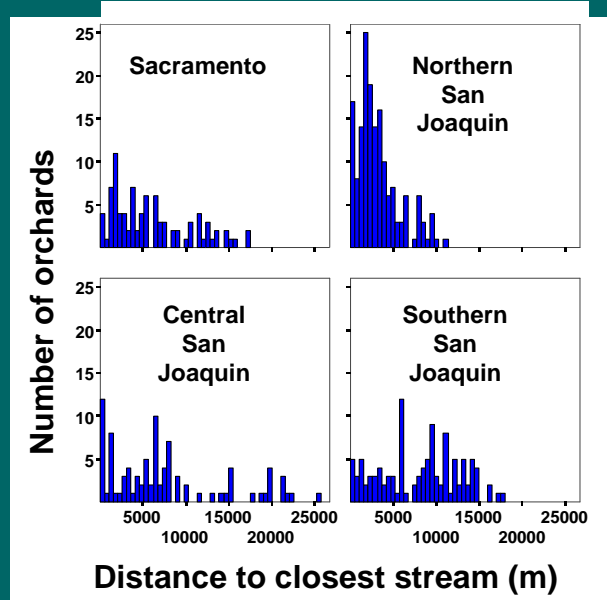 25
20
15
10
5
Sacramento
Northern
San
Joaquin
25
20
15
10
5
Central
San
Joaquin
Southern
San
Joaquin
Number of orchards
5000 15000 25000
10000 20000
5000 15000 25000
10000 20000
Distance to closest stream (m)